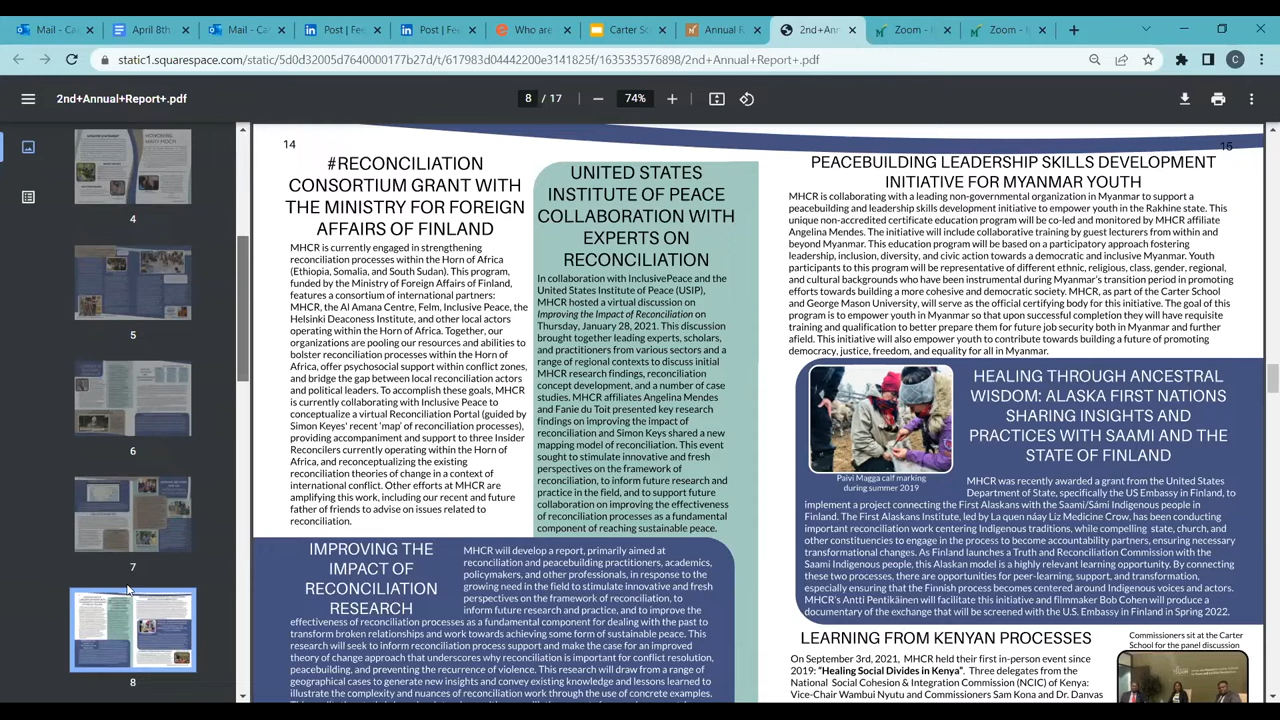 Mail - Ca
April 8th
Mail - Ca
Post | Fee
Post | Fee
Who are
Carter Sc
Annual R
2nd+Ann
Zoom -
Zoom -
static1.squarespace.com/static/5d0d32005d7640000177b27d/t/617983d04442200e3141825f/1635353576898/2nd+Annual+Report+.pdf
C
2nd+Annual+Report+.pdf
8 / 17
74%
4
5
6
7
8
14
#RECONCILIATION
CONSORTIUM GRANT WITH
THE MINISTRY FOR FOREIGN
AFFAIRS OF FINLAND
MHCR is currently engaged in strengthening
reconciliation processes within the Horn of Africa
(Ethiopia, Somalia, and South Sudan). This program,
funded by the Ministry of Foreign Affairs of Finland,
features a consortium of international partners:
MHCR, the Al Amana Centre, Felm, Inclusive Peace, the
Helsinki Deaconess Institute, and other local actors
operating within the Horn of Africa. Together, our
organizations are pooling our resources and abilities to
bolster reconciliation processes within the Horn of
Africa, offer psychosocial support within conflict zones,
and bridge the gap between local reconciliation actors
and political leaders. To accomplish these goals, MHCR
is currently collaborating with Inclusive Peace to
conceptualize a virtual Reconciliation Portal (guided by
Simon Keyes' recent 'map' of reconciliation processes),
providing accompaniment and support to three Insider
Reconcilers currently operating within the Horn of
Africa, and reconceptualizing the existing
reconciliation theories of change in a context of
international conflict. Other efforts at MHCR are
amplifying this work, including our recent and future
father of friends to advise on issues related to
reconciliation.
UNITED STATES
INSTITUTE OF PEACE
COLLABORATION WITH
EXPERTS ON
RECONCILIATION
In collaboration with InclusivePeace and the
United States Institute of Peace (USIP),
MHCR hosted a virtual discussion on
Improving the Impact of Reconciliation on
Thursday, January 28, 2021. This discussion
brought together leading experts, scholars,
and practitioners from various sectors and a
range of regional contexts to discuss initial
MHCR research findings, reconciliation
concept development, and a number of case
studies. MHCR affiliates Angelina Mendes
and Fanie du Toit presented key research
findings on improving the impact of
reconciliation and Simon Keys shared a new
mapping model of reconciliation. This event
sought to stimulate innovative and fresh
perspectives on the framework of
reconciliation, to inform future research and
practice in the field, and to support future
collaboration on improving the effectiveness
of reconciliation processes as a fundamental
component of reaching sustainable peace.
IMPROVING THE
IMPACT OF
RECONCILIATION
RESEARCH
MHCR will develop a report, primarily aimed at
reconciliation and peacebuilding practitioners, academics,
policymakers, and other professionals, in response to the
growing need in the field to stimulate innovative and fresh
perspectives on the framework of reconciliation, to
inform future research and practice, and to improve the
effectiveness of reconciliation processes as a fundamental component for dealing with the past to
transform broken relationships and work towards achieving some form of sustainable peace. This
research will seek to inform reconciliation process support and make the case for an improved
theory of change approach that underscores why reconciliation is important for conflict resolution,
peacebuilding, and preventing the recurrence of violence. This research will draw from a range of
geographical cases to generate new insights and convey existing knowledge and lessons learned to
illustrate the complexity and nuances of reconciliation work through the use of concrete examples.
15
PEACEBUILDING LEADERSHIP SKILLS DEVELOPMENT
INITIATIVE FOR MYANMAR YOUTH
MHCR is collaborating with a leading non-governmental organization in Myanmar to support a
peacebuilding and leadership skills development initiative to empower youth in the Rakhine state. This
unique non-accredited certificate education program will be co-led and monitored by MHCR affiliate
Angelina Mendes. The initiative will include collaborative training by guest lecturers from within and
beyond Myanmar. This education program will be based on a participatory approach fostering
leadership, inclusion, diversity, and civic action towards a democratic and inclusive Myanmar. Youth
participants to this program will be representative of different ethnic, religious, class, gender, regional,
and cultural backgrounds who have been instrumental during Myanmar's transition period in promoting
efforts towards building a more cohesive and democratic society. MHCR, as part of the Carter School
and George Mason University, will serve as the official certifying body for this initiative. The goal of this
program is to empower youth in Myanmar so that upon successful completion they will have requisite
training and qualification to better prepare them for future job security both in Myanmar and further
afield. This initiative will also empower youth to contribute towards building a future of promoting
democracy, justice, freedom, and equality for all in Myanmar.
HEALING THROUGH ANCESTRAL
WISDOM: ALASKA FIRST NATIONS
SHARING INSIGHTS AND
PRACTICES WITH SAAMI AND THE
STATE OF FINLAND
Paivi Magga calf marking
during summer 2019
MHCR was recently awarded a grant from the United States
Department of State, specifically the US Embassy in Finland, to
implement a project connecting the First Alaskans with the Saami/Sámi Indigenous people in
Finland. The First Alaskans Institute, led by La quen náay Liz Medicine Crow, has been conducting
important reconciliation work centering Indigenous traditions, while compelling state, church, and
other constituencies to engage in the process to become accountability partners, ensuring necessary
transformational changes. As Finland launches a Truth and Reconciliation Commission with the
Saami Indigenous people, this Alaskan model is a highly relevant learning opportunity. By connecting
these two processes, there are opportunities for peer-learning, support, and transformation,
especially ensuring that the Finnish process becomes centered around Indigenous voices and actors.
MHCR's Antti Pentikäinen will facilitate this initiative and filmmaker Bob Cohen will produce a
documentary of the exchange that will be screened with the U.S. Embassy in Finland in Spring 2022.
LEARNING FROM KENYAN PROCESSES
Commissioners sit at the Carter
School for the panel discussion
On September 3rd, 2021, MHCR held their first in-person event since
2019: "Healing Social Divides in Kenya". Three delegates from the
National Social Cohesion & Integration Commission (NCIC) of Kenya:
Vice-Chair Wambui Nyutu and Commissioners Sam Kona and Dr. Danvas